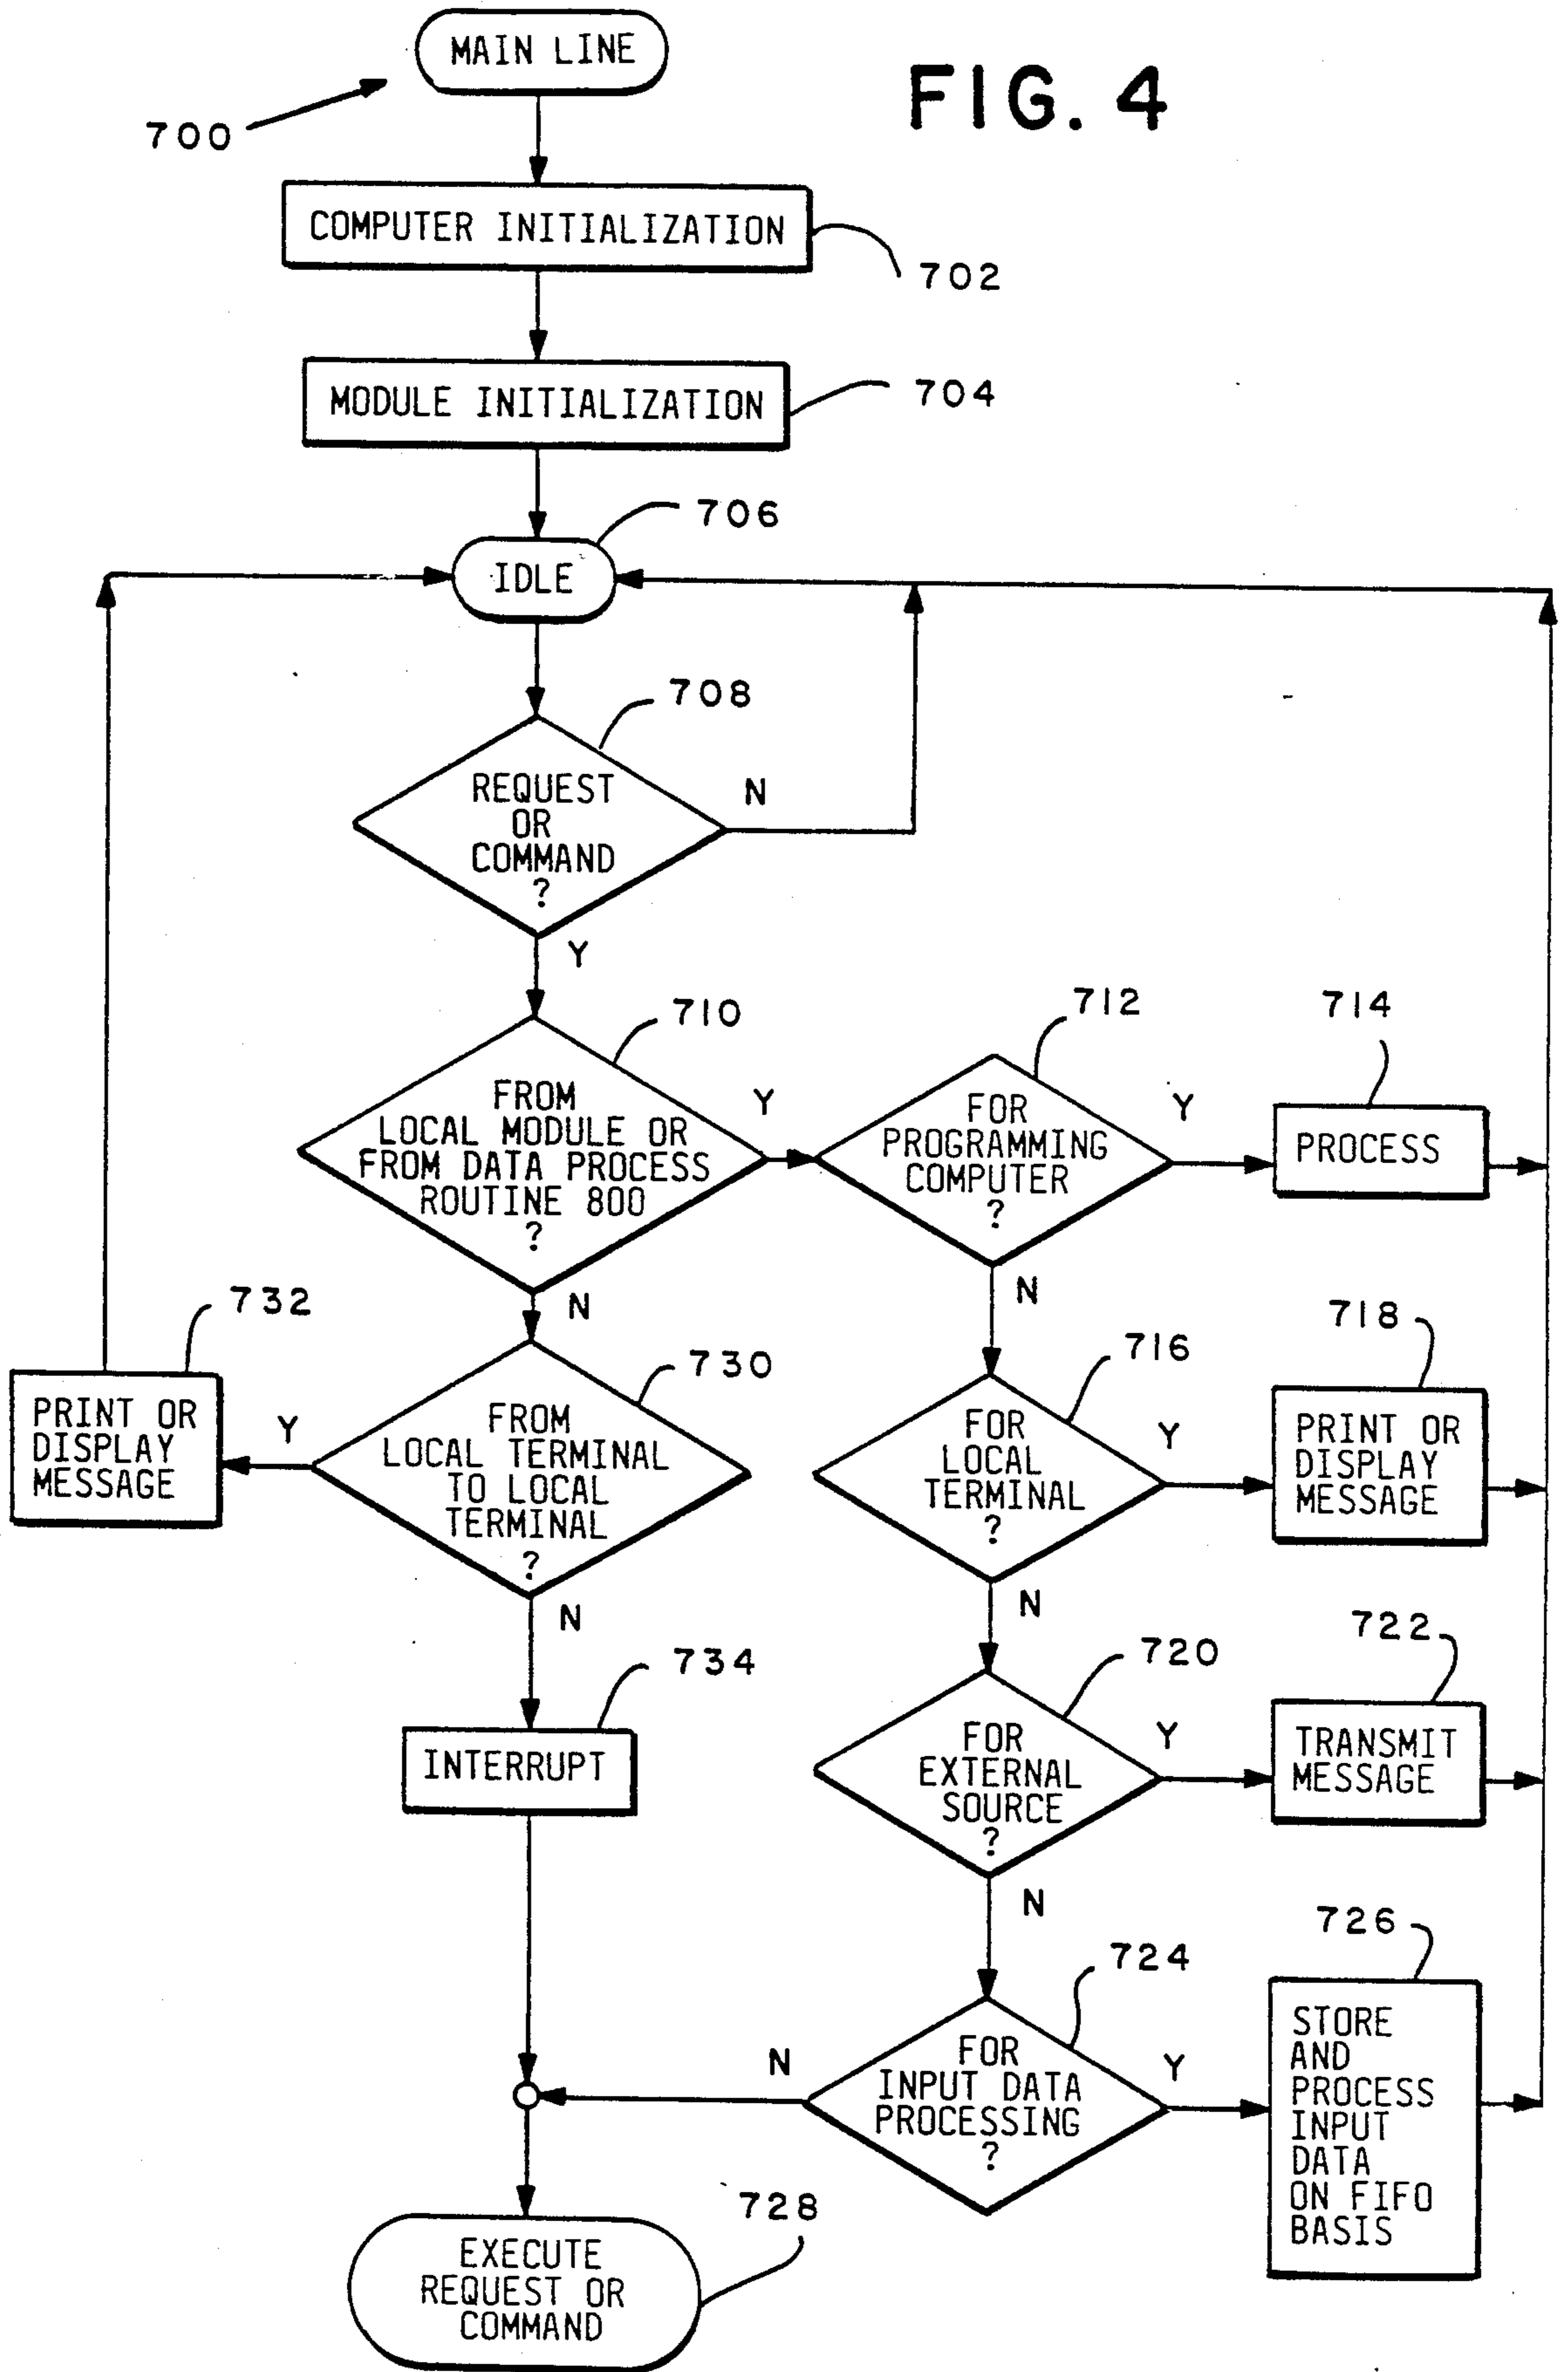 MAIN LINE
FIG. 4
700
COMPUTER INITIALIZATION
702
MODULE INITIALIZATION
704
706
IDLE
708
REQUEST
OR
COMMAND
?
N
Y
710
FROM
LOCAL MODULE OR
FROM DATA PROCESS
ROUTINE 800
?
Y
N
712
FOR
PROGRAMMING
COMPUTER
?
Y
N
714
PROCESS
732
PRINT OR
DISPLAY
MESSAGE
Y
730
FROM
LOCAL TERMINAL
TO LOCAL
TERMINAL
?
N
716
FOR
LOCAL
TERMINAL
?
Y
N
718
PRINT OR
DISPLAY
MESSAGE
734
INTERRUPT
720
FOR
EXTERNAL
SOURCE
?
Y
N
722
TRANSMIT
MESSAGE
724
FOR
INPUT DATA
PROCESSING
?
N
Y
726
STORE
AND
PROCESS
INPUT
DATA
ON FIFO
BASIS
728
EXECUTE
REQUEST OR
COMMAND